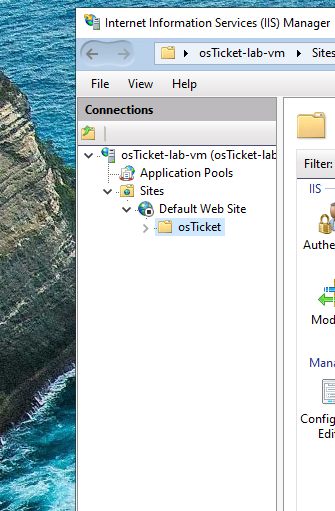 Internet Information Services (IIS) Manager
osTicket-lab-vm
Sites
File View Help
Connections
osTicket-lab-vm (osTicket-lab
Application Pools
Sites
Default Web Site
osTicket
Filter:
IIS
Authe
Mod
Mana
Config
Edi